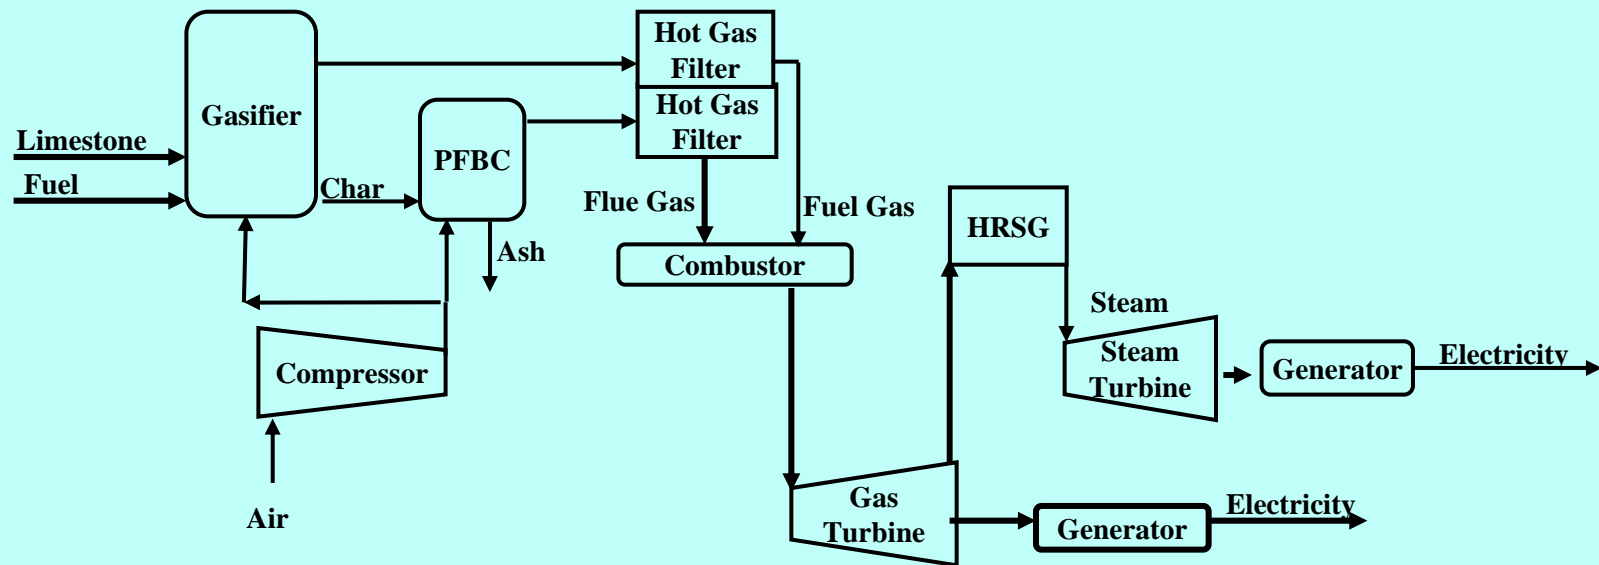 Hot Gas
Filter
Gasifier
Hot Gas
Filter
Limestone
PFBC
Fuel
Char
Flue Gas
Fuel Gas
HRSG
Ash
Combustor
Steam
Steam
Turbine
Generator
Electricity
Compressor
Gas
Turbine
Electricity
Generator
Air